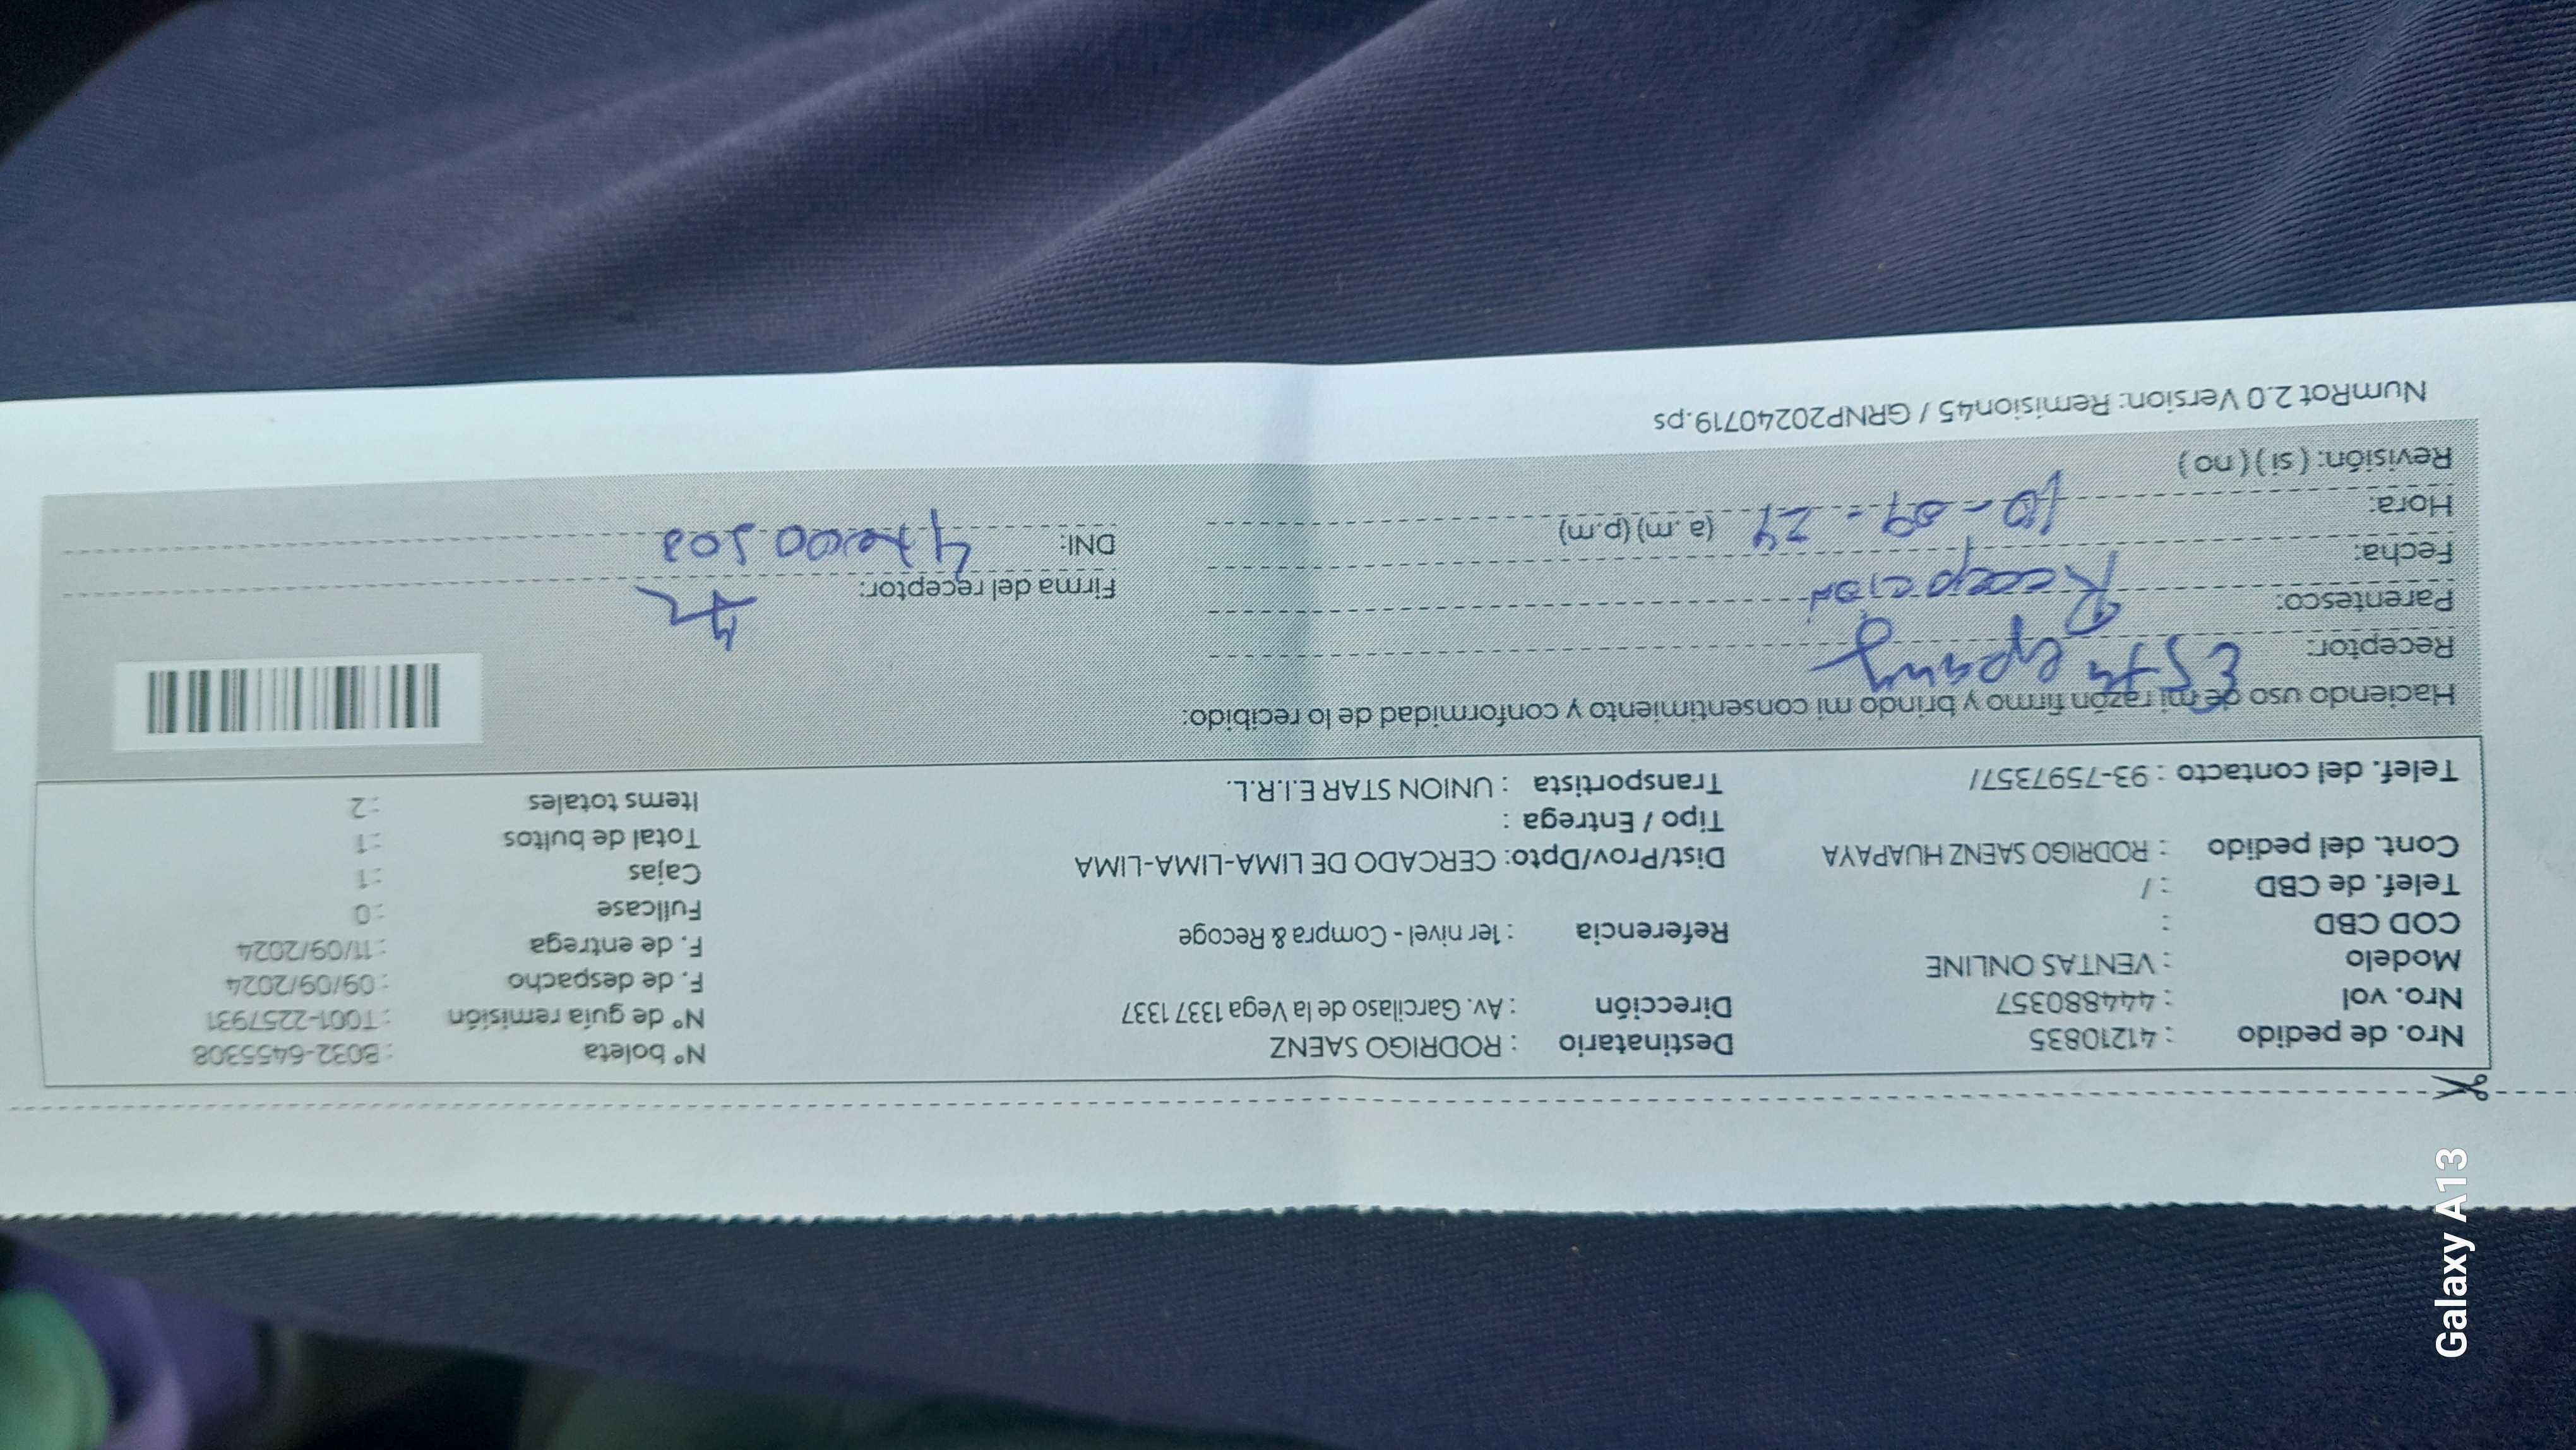 Nro. de pedido : 41210835 Destinatario : RODRIGO SAENZ N° boleta : B032-6455308
Nro. vol : 444880357 Dirección : Av. Garcilaso de la Vega 1337 1337 N° de guía remisión : T001-2257931
Modelo : VENTAS ONLINE F. de despacho : 09/09/2024
COD CBD : Referencia : 1er nivel - Compra & Recoge F. de entrega : 11/09/2024
Telef. de CBD : / Fullcase : 0
Cont. del pedido : RODRIGO SAENZ HUAPAYA Dist/Prov/Dpto: CERCADO DE LIMA-LIMA-LIMA Cajas : 1
Tipo / Entrega : Total de bultos : 1
Telef. del contacto : 93-7597357/ Transportista : UNION STAR E.I.R.L. Items totales : 2
Haciendo uso de mi razón firmo y brindo mi consentimiento y conformidad de lo recibido:
Receptor:
Parentesco: Recepción Firma del receptor:
Fecha: 10-09-24 DNI:
Hora: (a.m) (p.m)
Revisión: ( si ) ( no )
NumRot 2.0 Version: Remision45 / GRNP20240719.ps
Galaxy A13